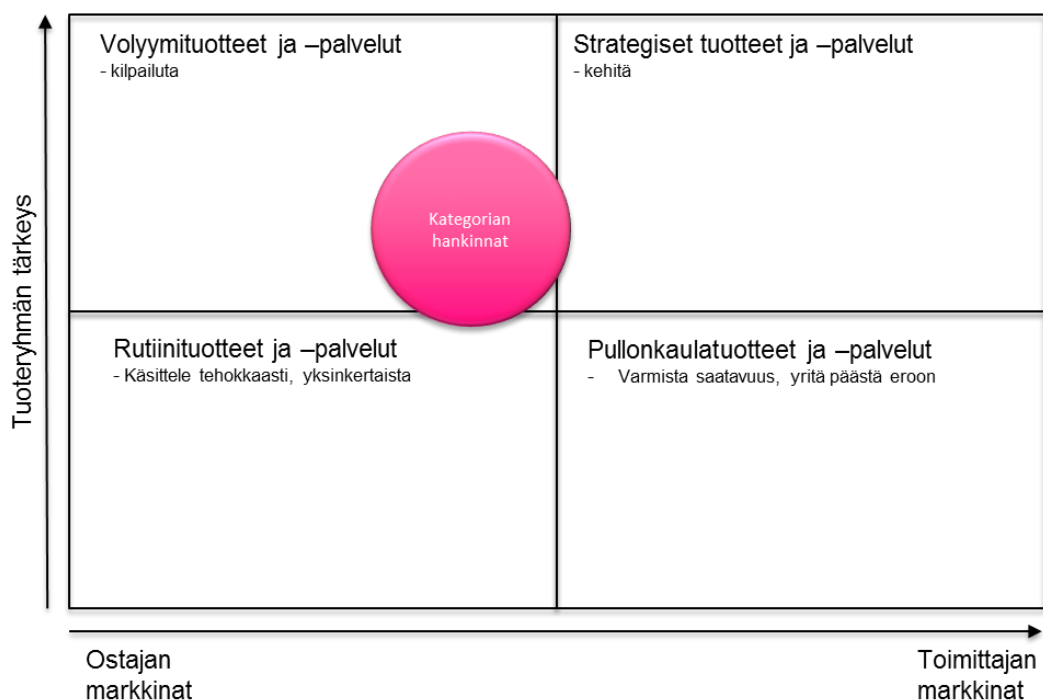 Volyymituotteet ja –palvelut
- kilpailuta
Strategiset tuotteet ja –palvelut
- kehitä
Kategorian
hankinnat
Tuoteryhmän tärkeys
Rutiinituotteet ja –palvelut
- Käsittele tehokkaasti, yksinkertaista
Pullonkaulatuotteet ja –palvelut
- Varmista saatavuus, yritä päästä eroon
Ostajan
markkinat
Toimittajan
markkinat